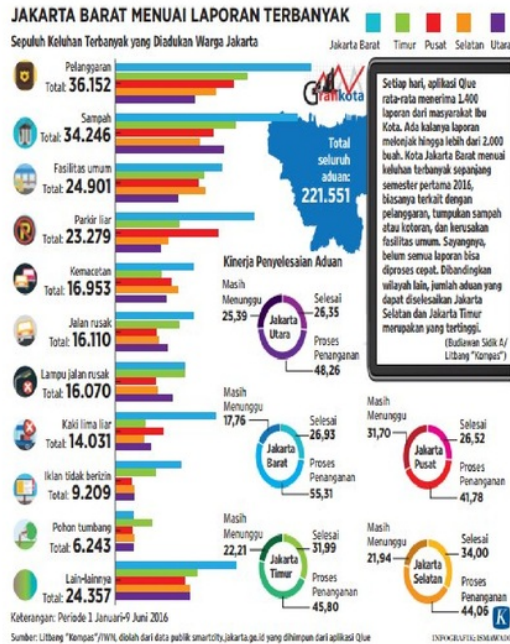 JAKARTA BARAT MENUAI LAPORAN TERBANYAK
Sepuluh Keluhan Terbanyak yang Diadukan Warga Jakarta
Jakarta Barat
Timur
Pusat
Selatan
Utara
Pelanggaran
Total: 36.152
Sampah
Total: 34.246
Fasilitas umum
Total: 24.901
Parkir liar
Total: 23.279
Kemacetan
Total: 16.953
Jalan rusak
Total: 16.110
Lampu jalan rusak
Total: 16.070
Kaki lima liar
Total: 14.031
Iklan tidak berizin
Total: 9.209
Pohon tumbang
Total: 6.243
Lain-lainnya
Total: 24.357
Grafikota
Total
seluruh
aduan:
221.551
Setiap hari, aplikasi Qlue
rata-rata menerima 1.400
laporan dari masyarakat Ibu
Kota. Ada kalanya laporan
melonjak hingga lebih dari 2.000
buah. Kota Jakarta Barat menuai
keluhan terbanyak sepanjang
semester pertama 2016,
biasanya terkait dengan
pelanggaran, tumpukan sampah
atau kotoran, dan kerusakan
fasilitas umum. Sayangnya,
belum semua laporan bisa
diproses cepat. Dibandingkan
wilayah lain, jumlah aduan yang
dapat diselesaikan Jakarta
Selatan dan Jakarta Timur
merupakan yang tertinggi.
(Budiawan Sidik A/
Litbang "Kompas")
Kinerja Penyelesaian Aduan
Masih
Menunggu
25,39
Jakarta
Utara
Selesai
26,35
Proses
Penanganan
48,26
Masih
Menunggu
17,76
Jakarta
Barat
Selesai
26,93
Proses
Penanganan
55,31
Masih
Menunggu
31,70
Jakarta
Pusat
Selesai
26,52
Proses
Penanganan
41,78
Masih
Menunggu
22,21
Jakarta
Timur
Selesai
31,99
Proses
Penanganan
45,80
Masih
Menunggu
21,94
Jakarta
Selatan
Selesai
34,00
Proses
Penanganan
44,06
Keterangan: Periode 1 Januari-9 Juni 2016
Sumber: Litbang "Kompas"/IWN, diolah dari data publik smartcity.jakarta.go.id yang dihimpun dari aplikasi Qlue
K
INFOGRAFIK: